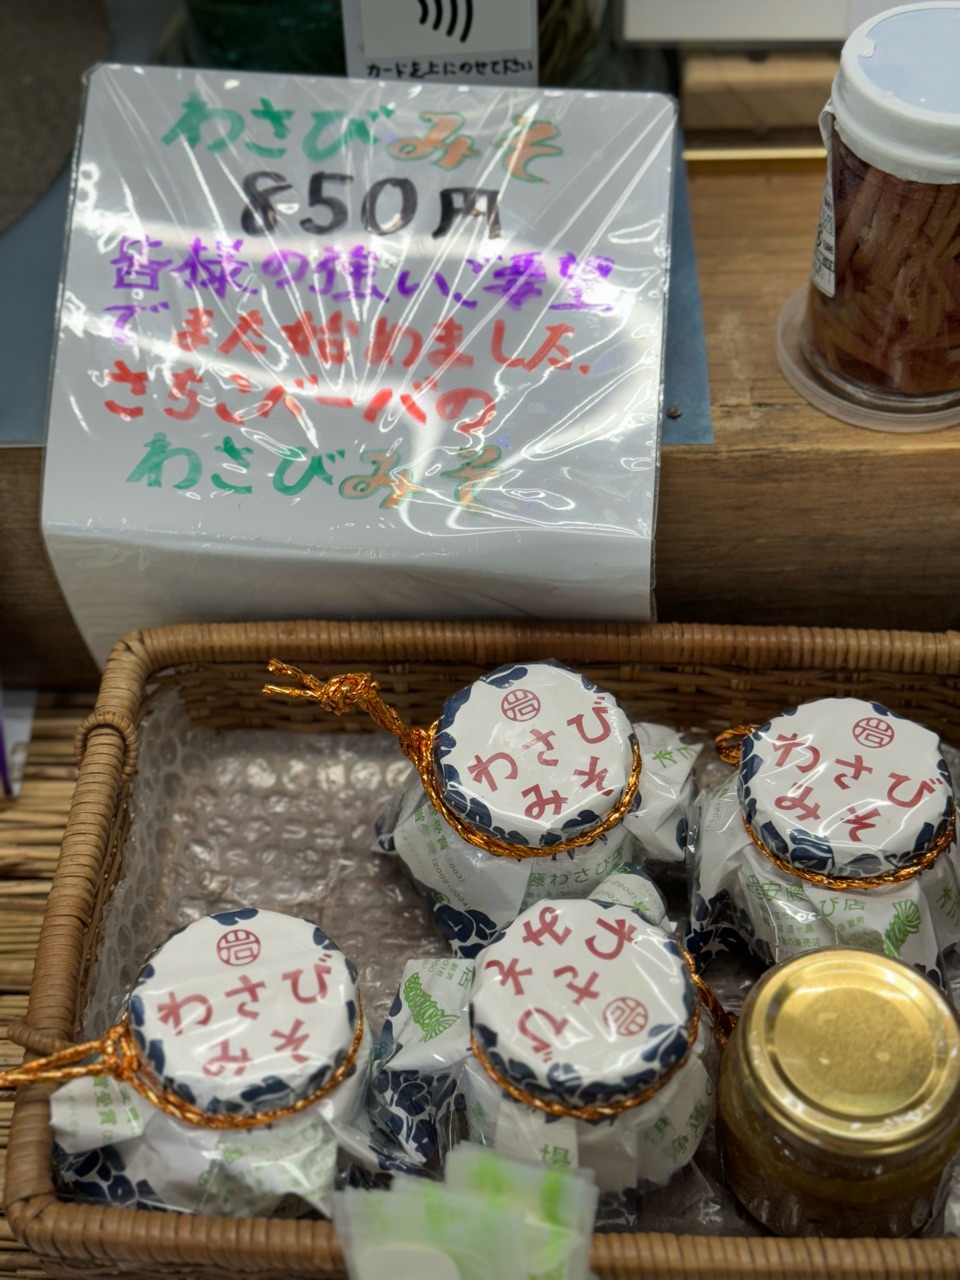 カードを上にのせて下さい
わさびみそ
850円
皆様の強いご要望
でまた始めました。
さちこバーバの
わさびみそ
わさび
みそ
わさび
みそ
わさび
みそ
わさび
みそ